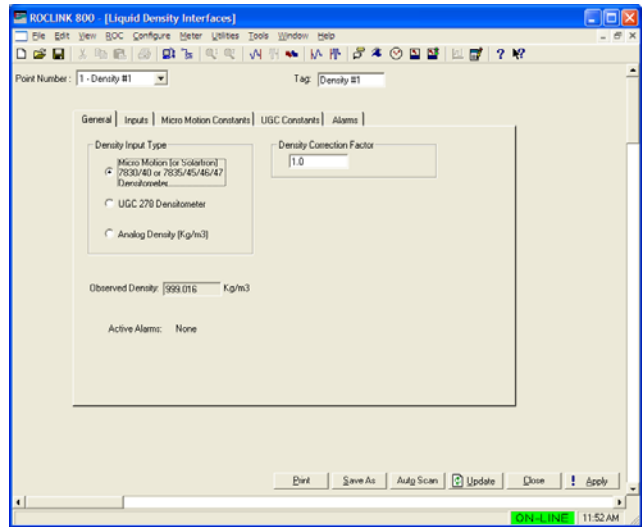 ROCLINK 800 - [Liquid Density Interfaces]
File Edit View ROC Configure Meter Utilities Tools Window Help
Point Number : 1 - Density #1 Tag: Density #1
General Inputs Micro Motion Constants UGC Constants Alarms
Density Input Type Density Correction Factor
Micro Motion [or Solartron] 1.0
7830/40 or 7835/45/46/47
Densitometer
UGC 278 Densitometer
Analog Density (Kg/m3)
Observed Density: 999.016 Kg/m3
Active Alarms: None
Print Save As Auto Scan Update Close ! Apply
ON-LINE 11:52 AM